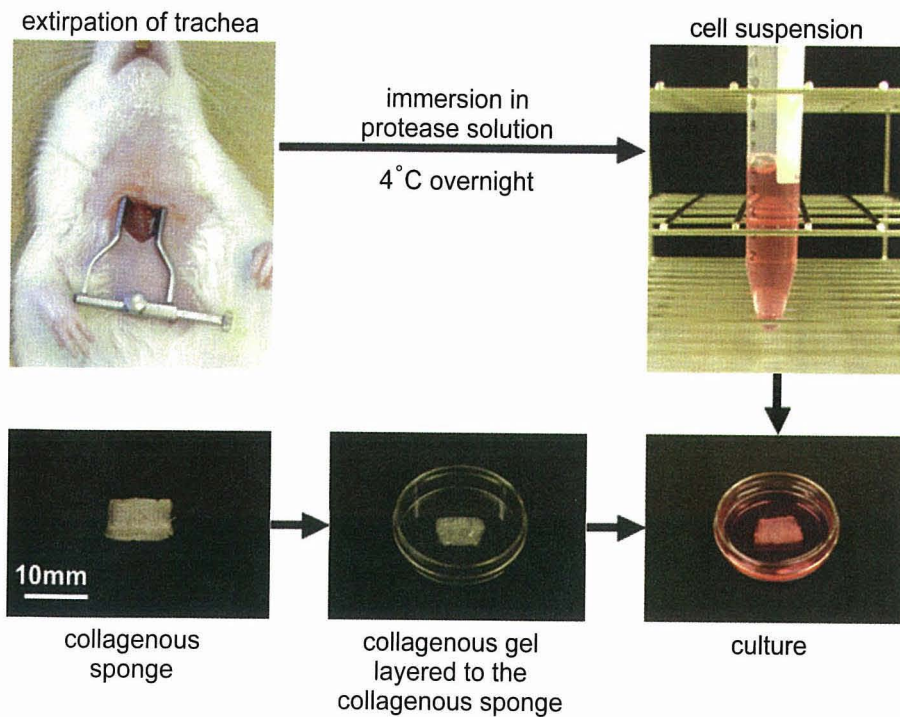 extirpation of trachea
cell suspension
immersion in
protease solution
4°C overnight
10mm
collagenous
sponge
collagenous gel
layered to the
collagenous sponge
culture